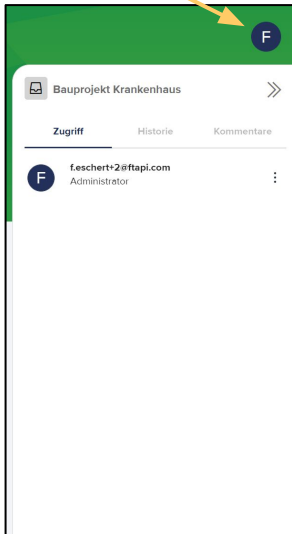 F
Bauprojekt Krankenhaus
Zugriff Historie Kommentare
F
f.eschert+2@ftapi.com
Administrator